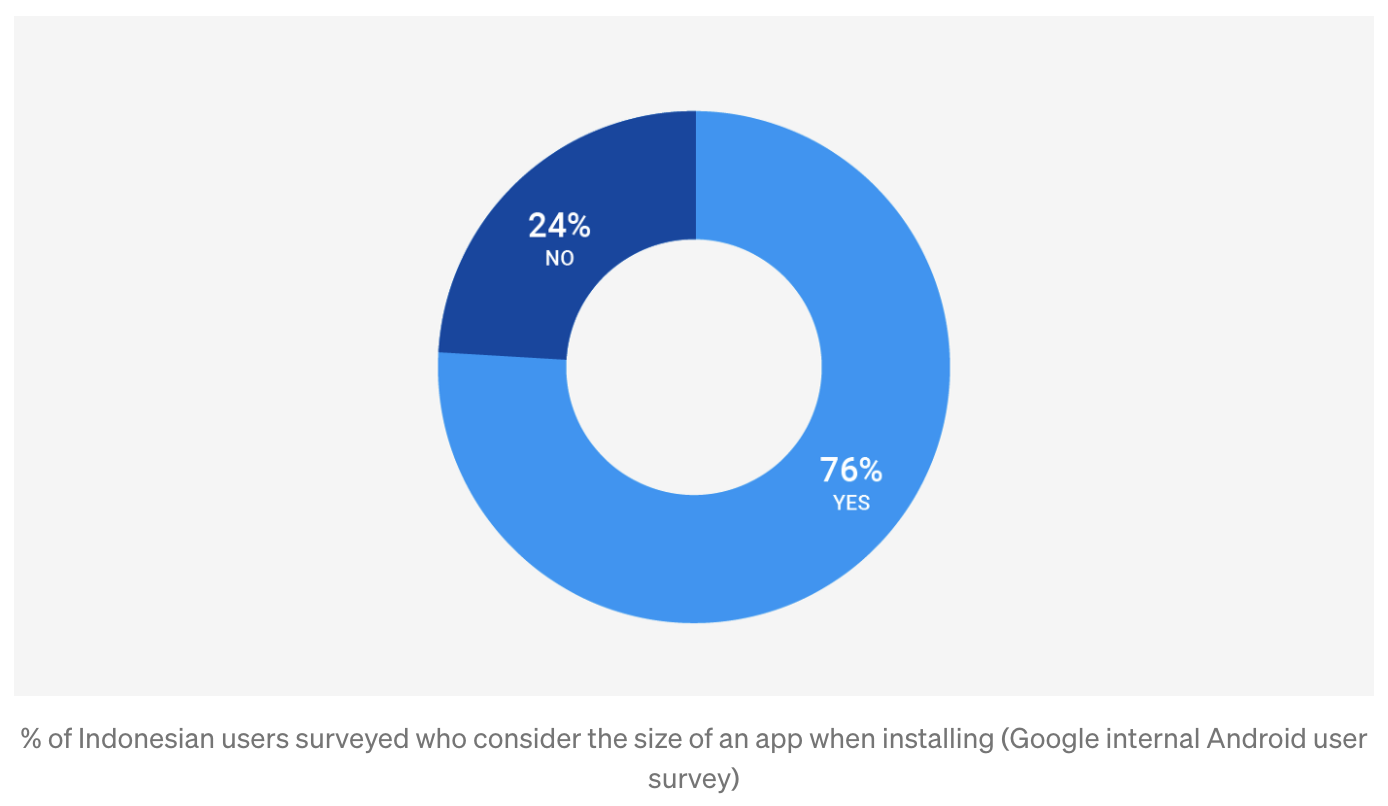 24%
NO
76%
YES
% of Indonesian users surveyed who consider the size of an app when installing (Google internal Android user
survey)